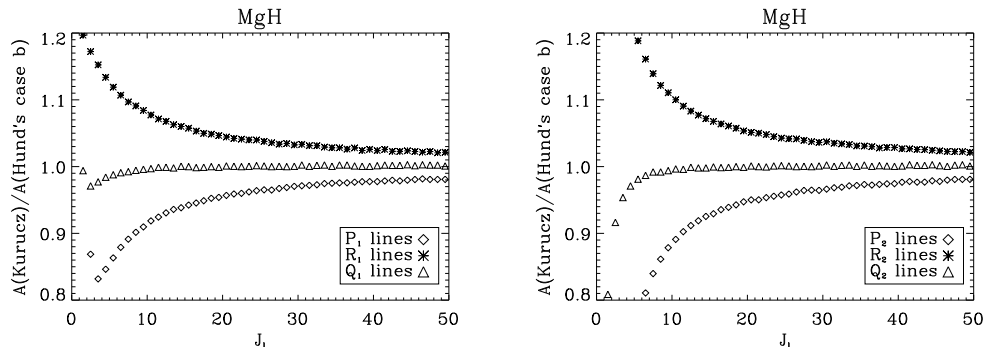 MgH
A(Kurucz)/A(Hund's case b)
1.2
1.1
1.0
0.9
0.8
P₁ lines
R₁ lines
Q₁ lines
0 10 20 30 40 50
MgH
A(Kurucz)/A(Hund's case b)
1.2
1.1
1.0
0.9
0.8
P₂ lines
R₂ lines
Q₂ lines
0 10 20 30 40 50